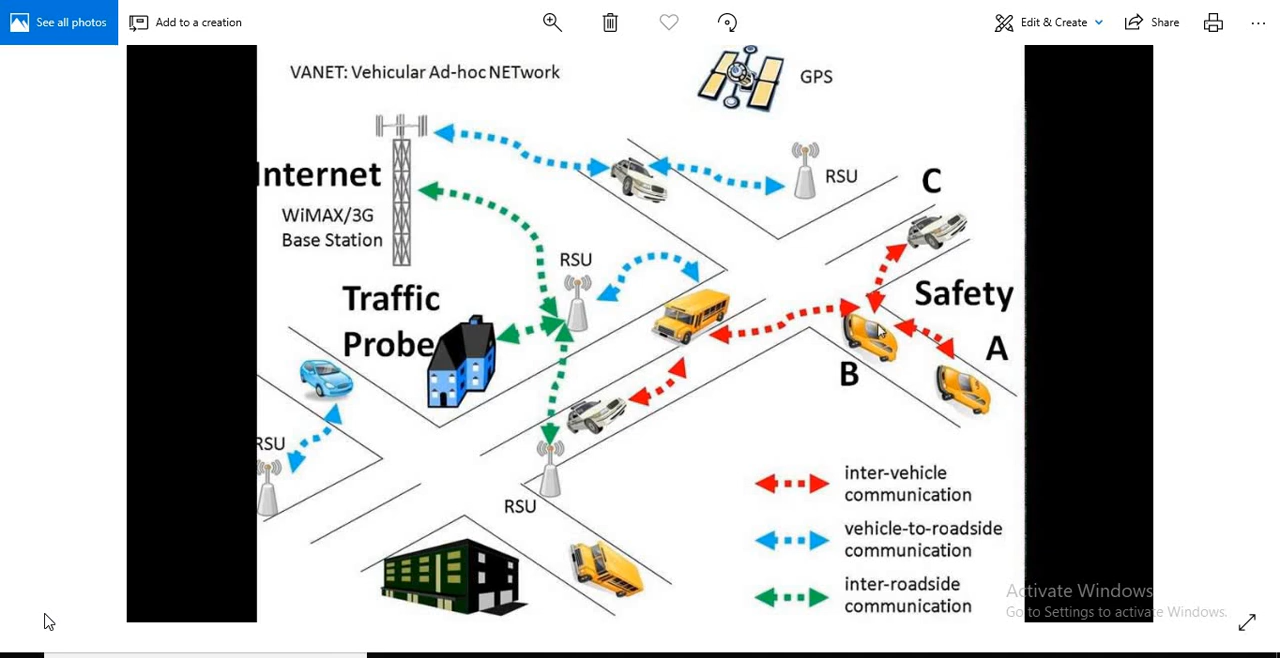 See all photos
Add to a creation
Edit & Create
Share
VANET: Vehicular Ad-hoc NETwork
GPS
Internet
WiMAX/3G
Base Station
RSU
C
RSU
Traffic
Probe
Safety
A
B
RSU
RSU
inter-vehicle
communication
vehicle-to-roadside
communication
inter-roadside
communication
Activate Windows
Go to Settings to activate Windows.